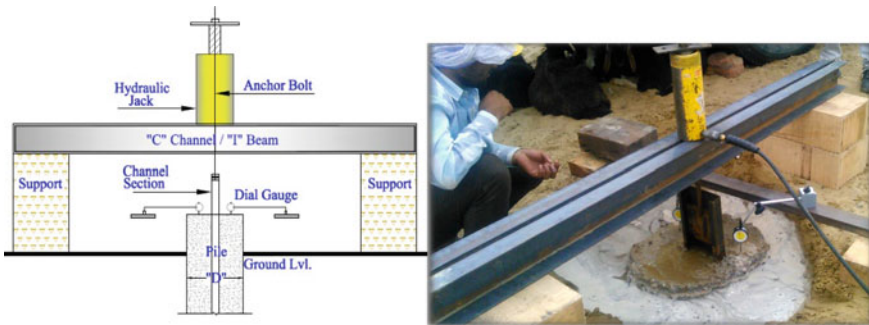 Hydraulic
Jack
Anchor Bolt
"C" Channel / "I" Beam
Support
Channel
Section
Dial Gauge
Support
Pile
Ground Lvl.
"D"